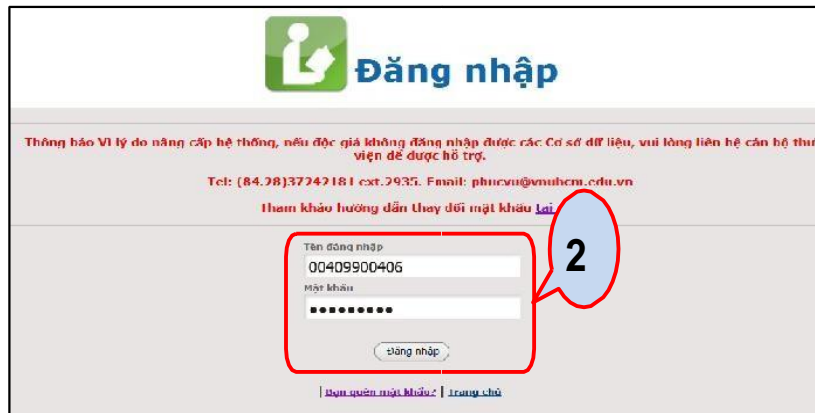 Đăng nhập
Thông báo Vì lý do nâng cấp hệ thống, nếu độc giả không đăng nhập được các Cơ sở dữ liệu, vui lòng liên hệ cán bộ thư
viện để được hỗ trợ.
Tel: (84.28)37242181 ext.2935. Email: phucvu@vnuhcm.edu.vn
Tham khảo hướng dẫn thay đổi mật khẩu tại
Tên đăng nhập
00409900406
2
Mật khẩu
•••••••••
Đăng nhập
| Bạn quên mật khẩu? | Trang chủ